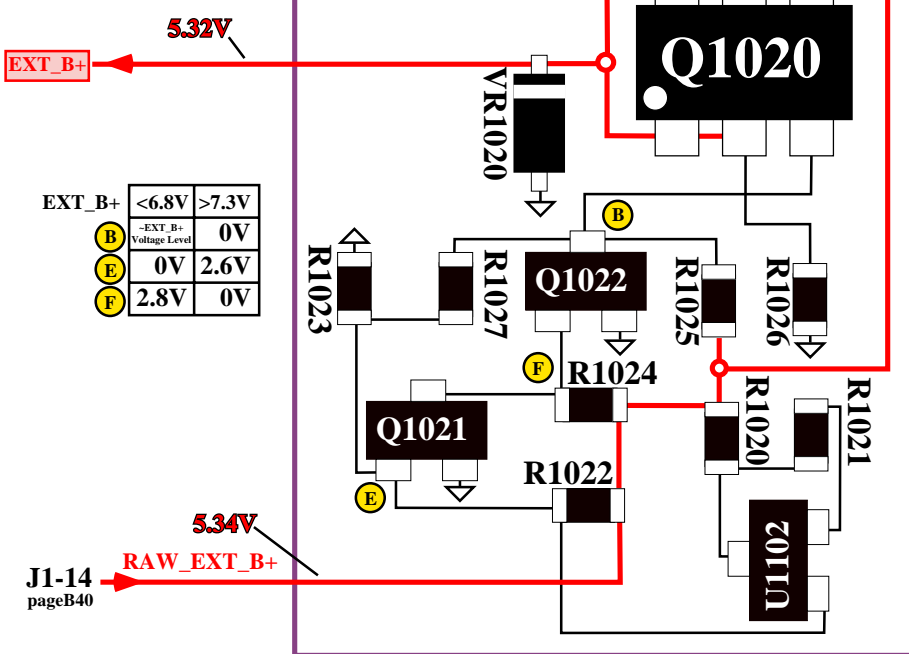 5.32V
EXT_B+
Q1020
VR1020
EXT_B+ <6.8V >7.3V
B ~EXT_B+ Voltage Level 0V
E 0V 2.6V
F 2.8V 0V
B
R1023
R1027
Q1022
R1025
R1026
F
R1024
Q1021
R1020
R1021
E
R1022
5.34V
RAW_EXT_B+
J1-14
pageB40
U1102